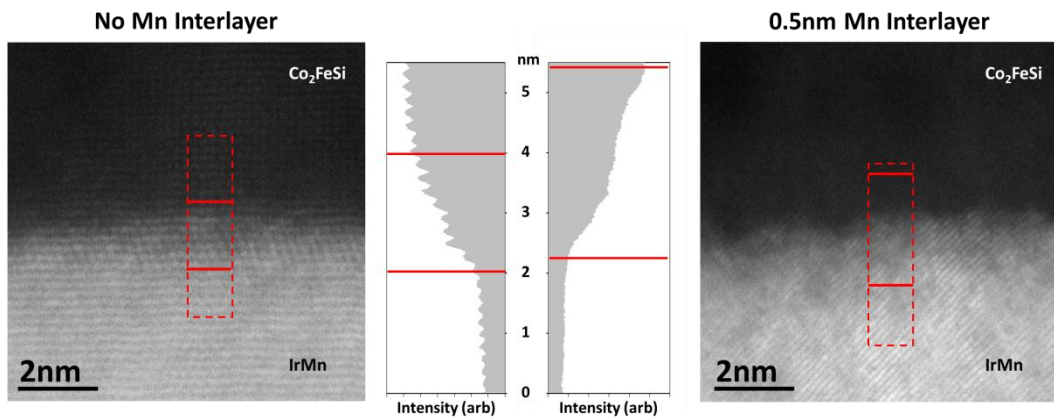 No Mn Interlayer
0.5nm Mn Interlayer
Co₂FeSi
nm
5
4
3
2
1
0
Co₂FeSi
2nm
IrMn
Intensity (arb)
Intensity (arb)
2nm
IrMn